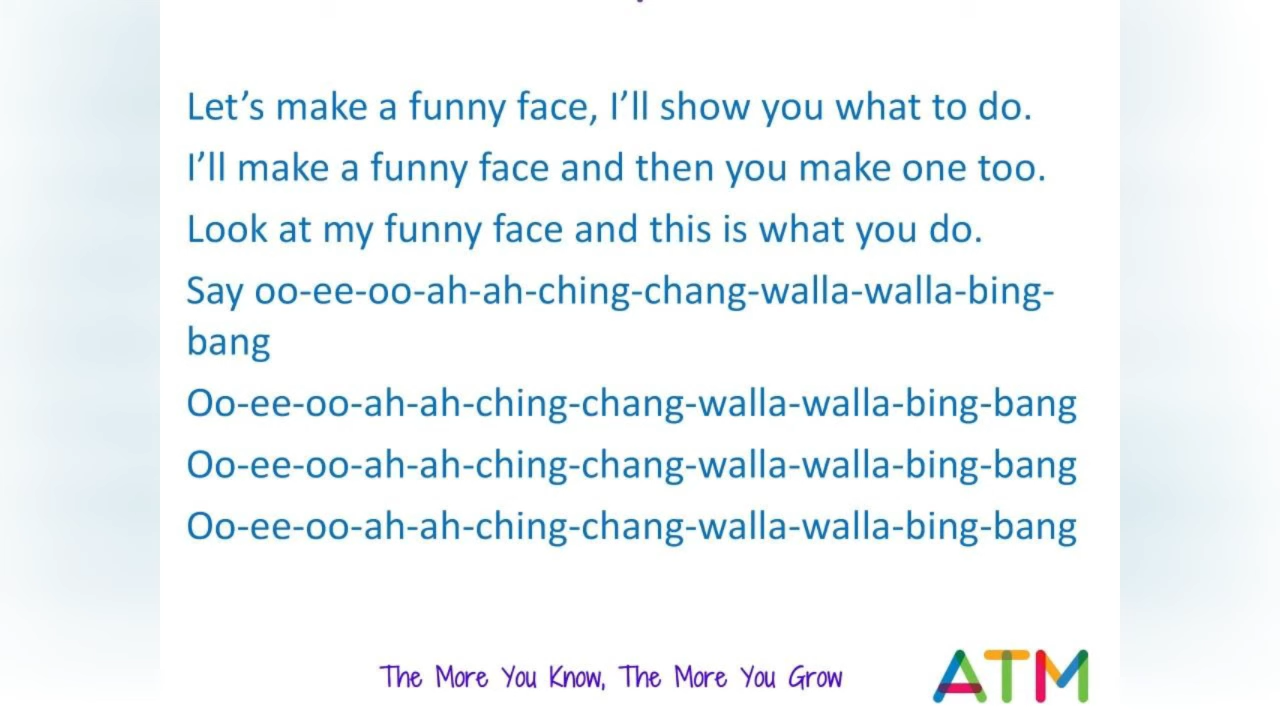 Let’s make a funny face, I’ll show you what to do.
I’ll make a funny face and then you make one too.
Look at my funny face and this is what you do.
Say oo-ee-oo-ah-ah-ching-chang-walla-walla-bing-
bang
Oo-ee-oo-ah-ah-ching-chang-walla-walla-bing-bang
Oo-ee-oo-ah-ah-ching-chang-walla-walla-bing-bang
Oo-ee-oo-ah-ah-ching-chang-walla-walla-bing-bang
The More You Know, The More You Grow
ATM